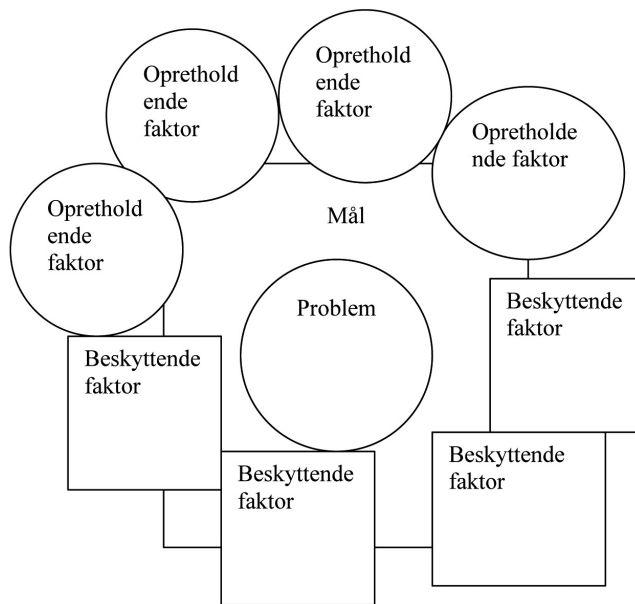 Oprethold
ende
faktor
Oprethold
ende
faktor
Opretholde
nde faktor
Oprethold
ende
faktor
Mål
Problem
Beskyttende
faktor
Beskyttende
faktor
Beskyttende
faktor
Beskyttende
faktor